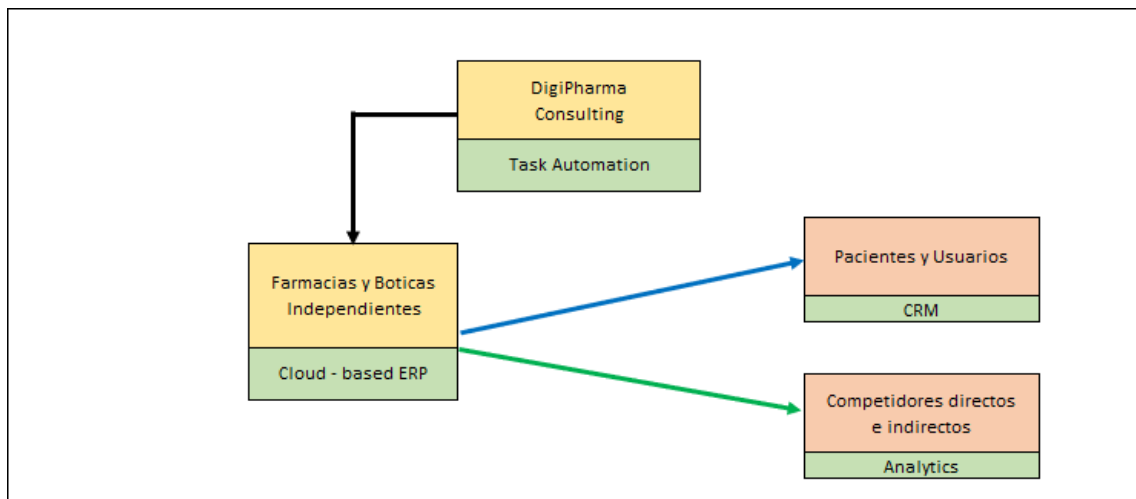 DigiPharma
Consulting
Task Automation
Farmacias y Boticas
Independientes
Cloud - based ERP
Pacientes y Usuarios
CRM
Competidores directos
e indirectos
Analytics